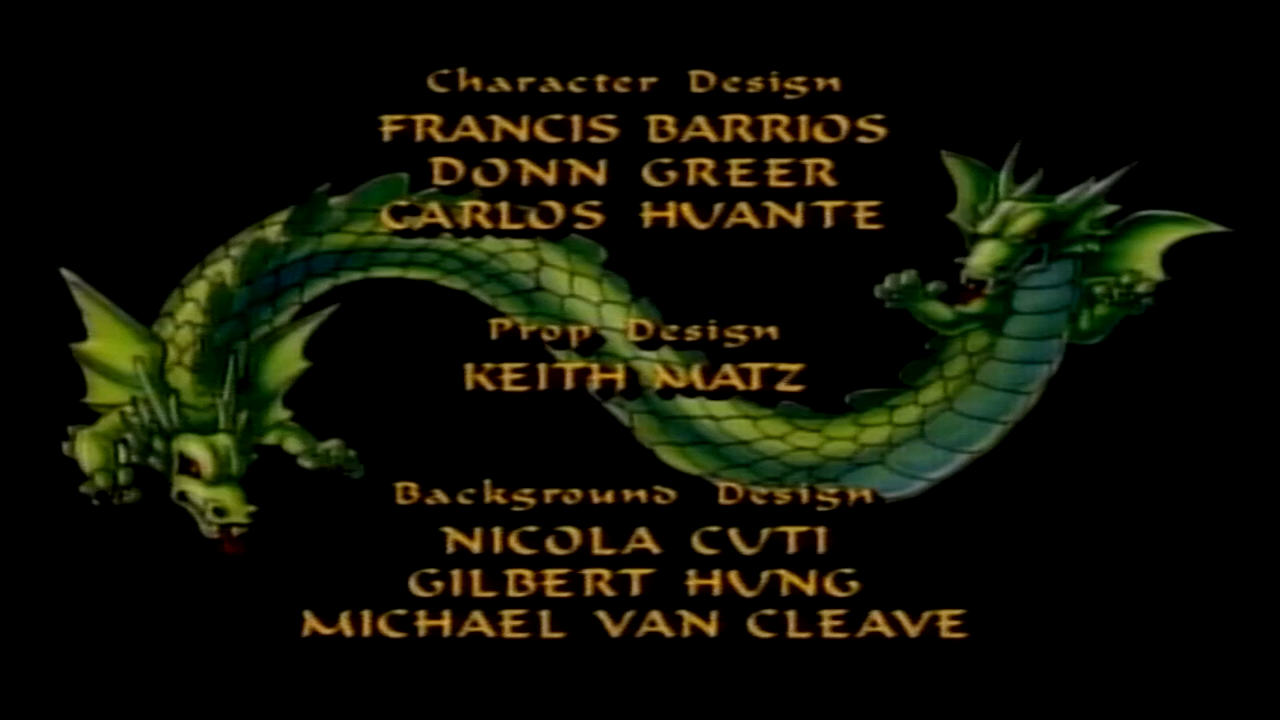 Character Design
FRANCIS BARRIOS
DONN GREER
CARLOS HUANTE
Prop Design
KEITH MATZ
Background Design
NICOLA CUTI
GILBERT HUNG
MICHAEL VAN CLEAVE